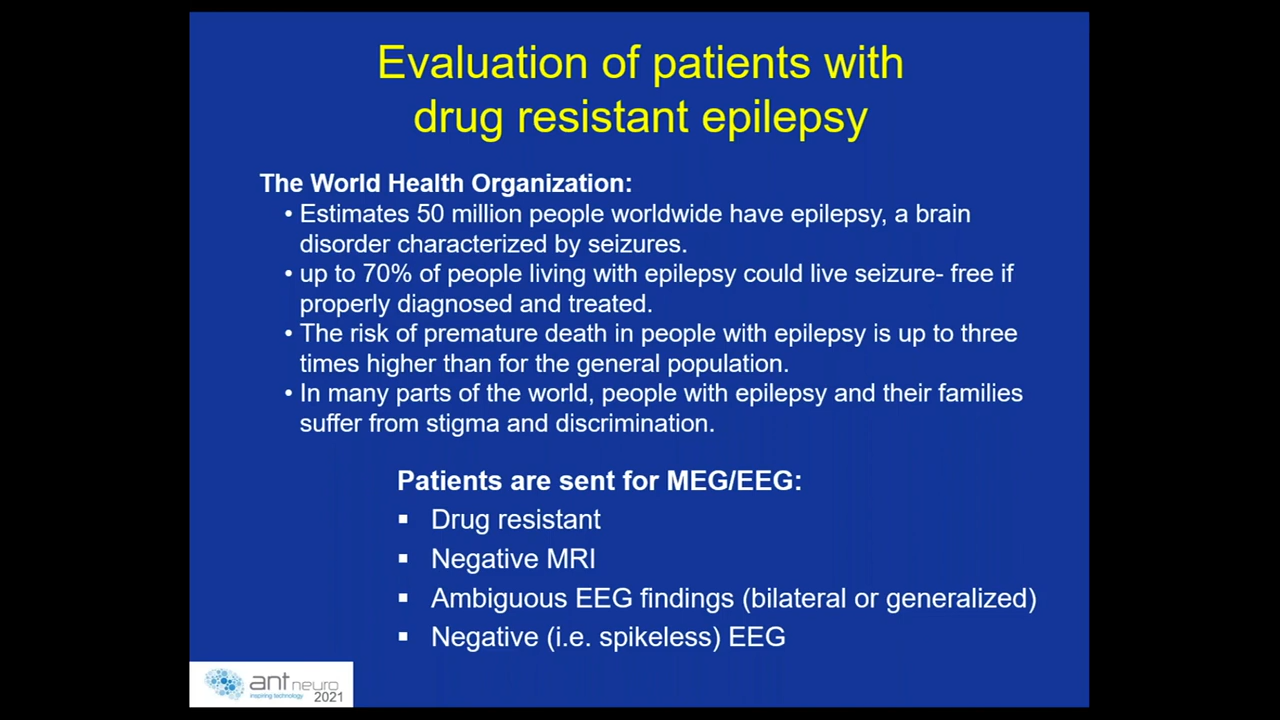 Evaluation of patients with
drug resistant epilepsy
The World Health Organization:
• Estimates 50 million people worldwide have epilepsy, a brain
disorder characterized by seizures.
• up to 70% of people living with epilepsy could live seizure- free if
properly diagnosed and treated.
• The risk of premature death in people with epilepsy is up to three
times higher than for the general population.
• In many parts of the world, people with epilepsy and their families
suffer from stigma and discrimination.
Patients are sent for MEG/EEG:
▪ Drug resistant
▪ Negative MRI
▪ Ambiguous EEG findings (bilateral or generalized)
▪ Negative (i.e. spikeless) EEG
ant neuro
inspiring technology
2021